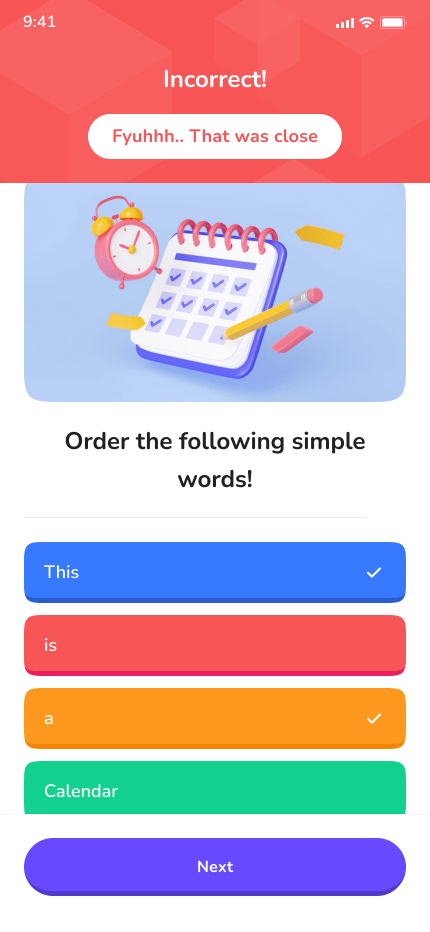 9:41
Incorrect!
Fyuhhh.. That was close
Order the following simple
words!
This
is
a
Calendar
Next